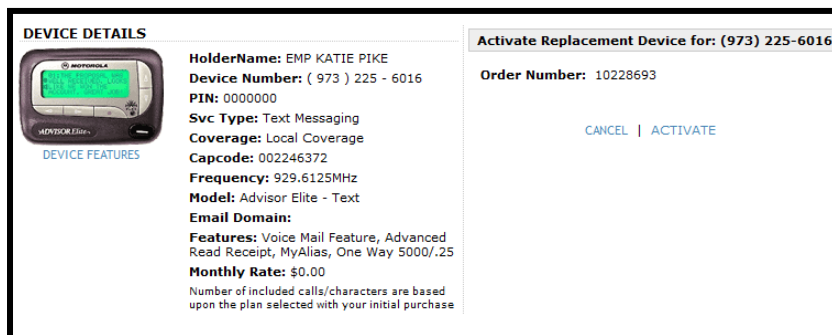 DEVICE DETAILS
MOTOROLA
ADVISOR Elite
DEVICE FEATURES
HolderName: EMP KATIE PIKE
Device Number: ( 973 ) 225 - 6016
PIN: 0000000
Svc Type: Text Messaging
Coverage: Local Coverage
Capcode: 002246372
Frequency: 929.6125MHz
Model: Advisor Elite - Text
Email Domain:
Features: Voice Mail Feature, Advanced
Read Receipt, MyAlias, One Way 5000/.25
Monthly Rate: $0.00
Number of included calls/characters are based
upon the plan selected with your initial purchase
Activate Replacement Device for: (973) 225-6016
Order Number: 10228693
CANCEL | ACTIVATE